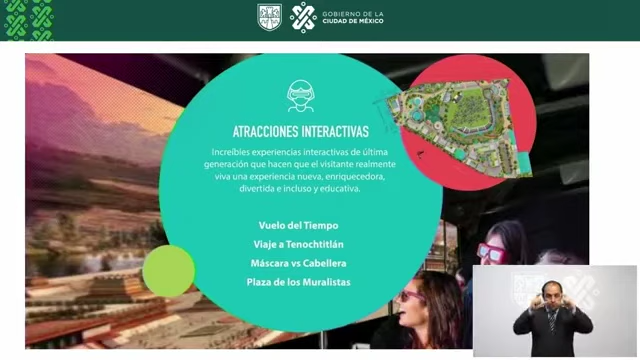 GOBIERNO DE LA
CIUDAD DE MÉXICO
ATRACCIONES INTERACTIVAS
Increíbles experiencias interactivas de última
generación que hacen que el visitante realmente
viva una experiencia nueva, enriquecedora,
divertida e incluso y educativa.
Vuelo del Tiempo
Viaje a Tenochtitlán
Máscara vs Cabellera
Plaza de los Muralistas